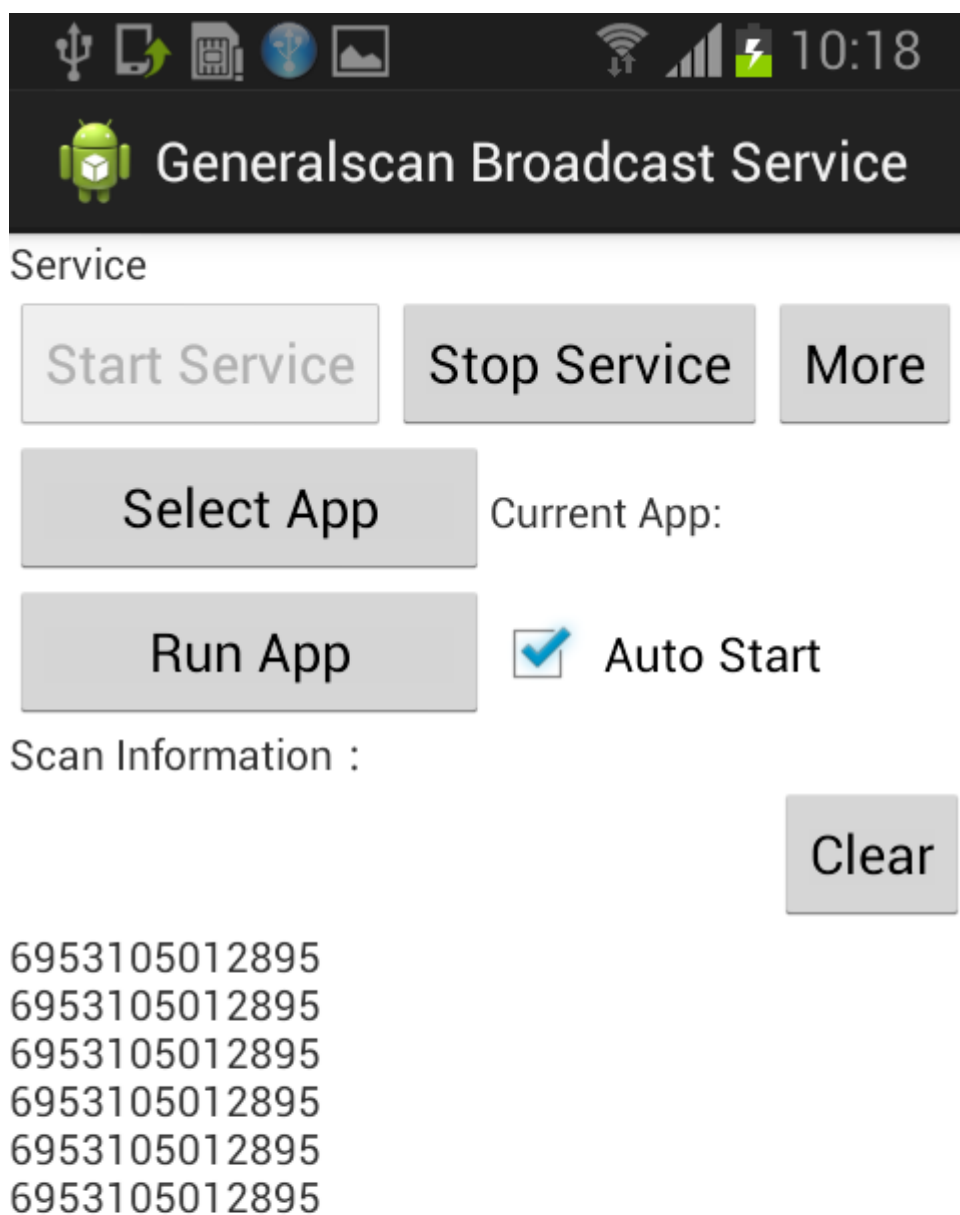 10:18
Generalscan Broadcast Service
Service
Start Service Stop Service More
Select App Current App:
Run App Auto Start
Scan Information :
Clear
6953105012895
6953105012895
6953105012895
6953105012895
6953105012895
6953105012895